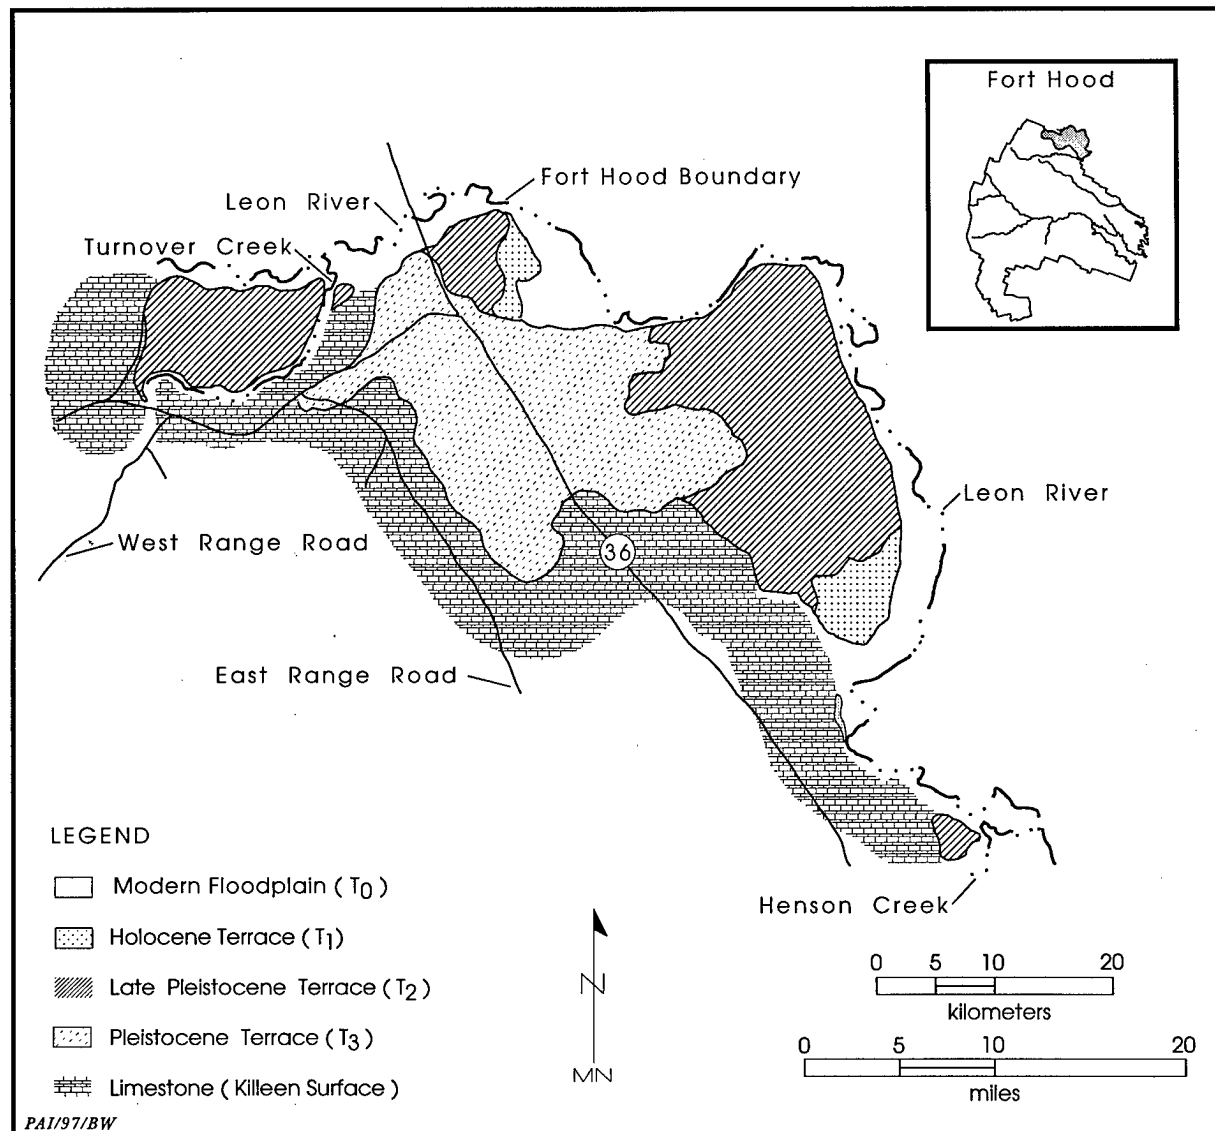 Fort Hood
Fort Hood Boundary
Leon River
Turnover Creek
Leon River
West Range Road
36
East Range Road
Henson Creek
LEGEND
Modern Floodplain (T0)
Holocene Terrace (T1)
Late Pleistocene Terrace (T2)
Pleistocene Terrace (T3)
Limestone (Killeen Surface)
N
MN
0 5 10 20
kilometers
0 5 10 20
miles
PAI/97/BW